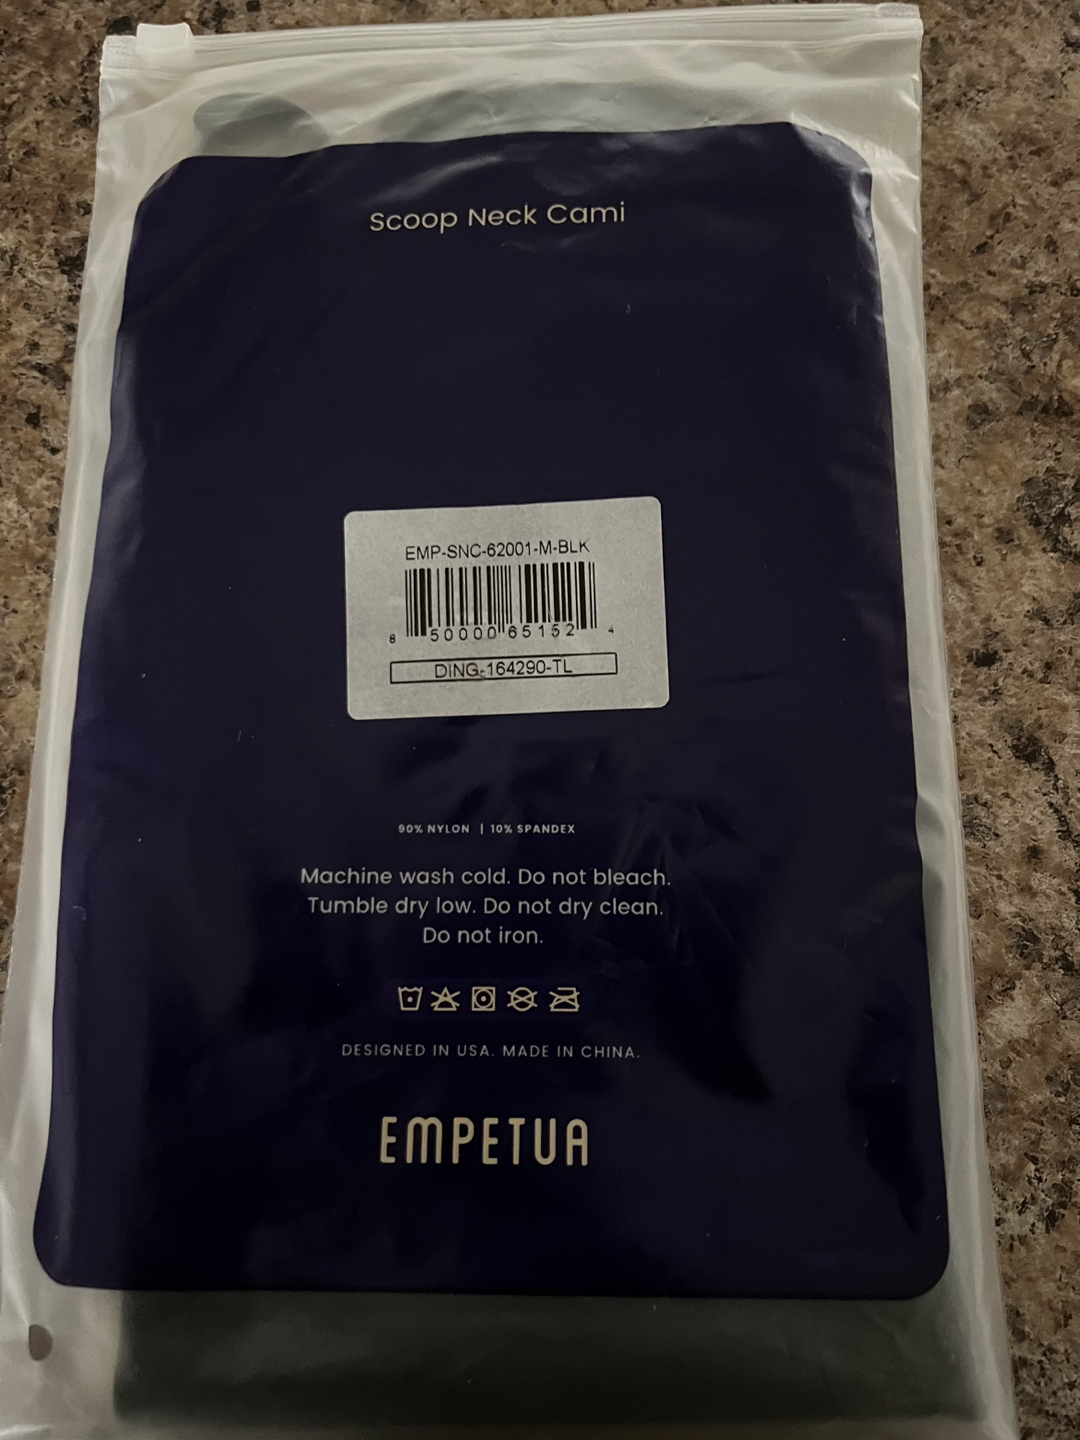 Scoop Neck Cami
EMP-SNC-62001-M-BLK
8 50000 65152 4
DING-164290-TL
90% NYLON | 10% SPANDEX
Machine wash cold. Do not bleach.
Tumble dry low. Do not dry clean.
Do not iron.
DESIGNED IN USA. MADE IN CHINA.
EMPETUA